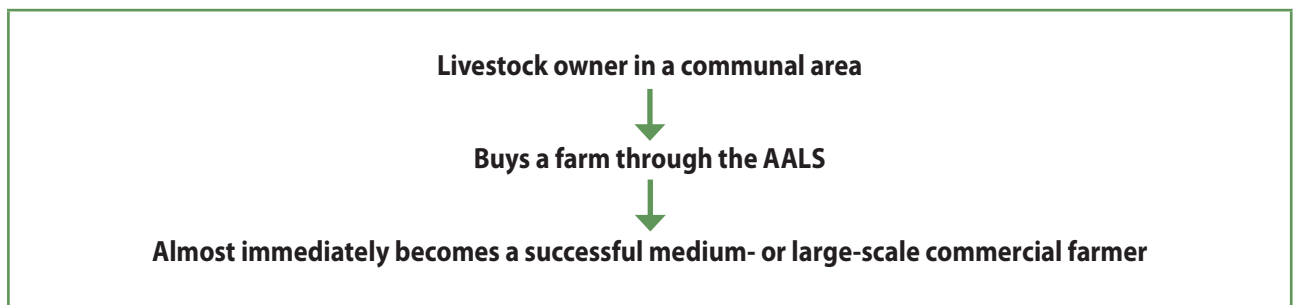 Livestock owner in a communal area
Buys a farm through the AALS
Almost immediately becomes a successful medium- or large-scale commercial farmer